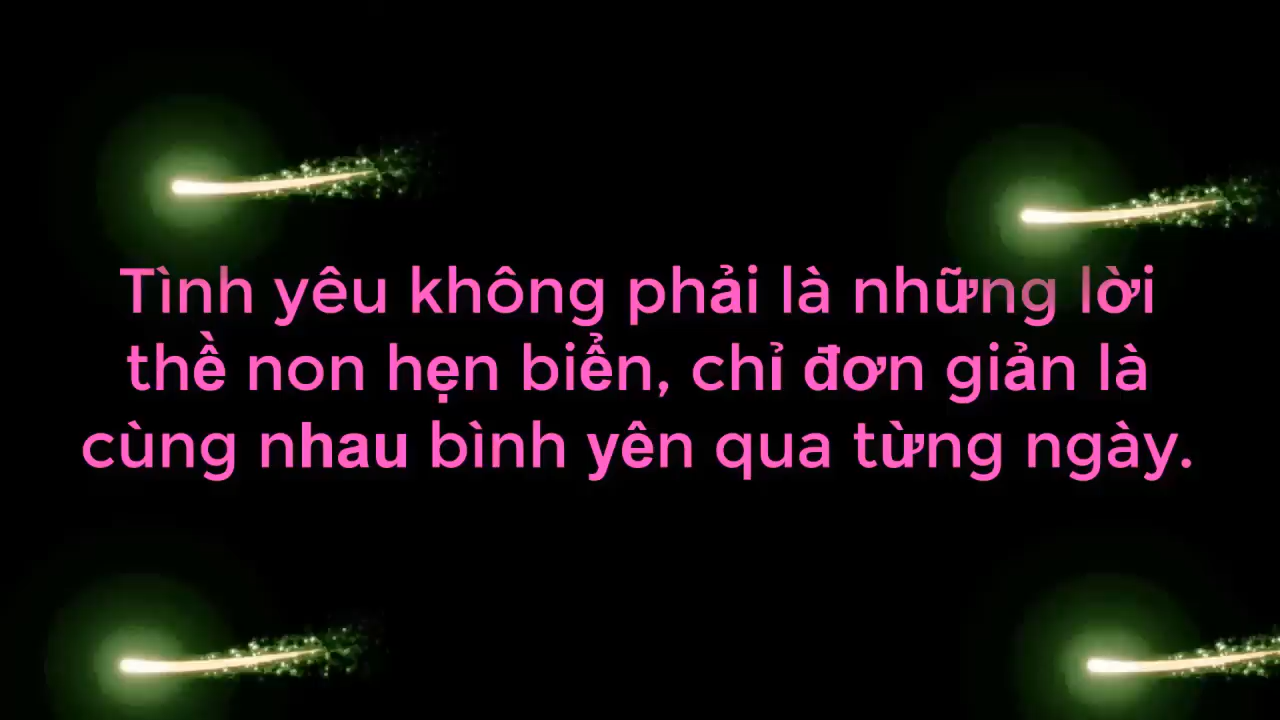 Tình yêu không phải là những lời
thề non hẹn biển, chỉ đơn giản là
cùng nhau bình yên qua từng ngày.